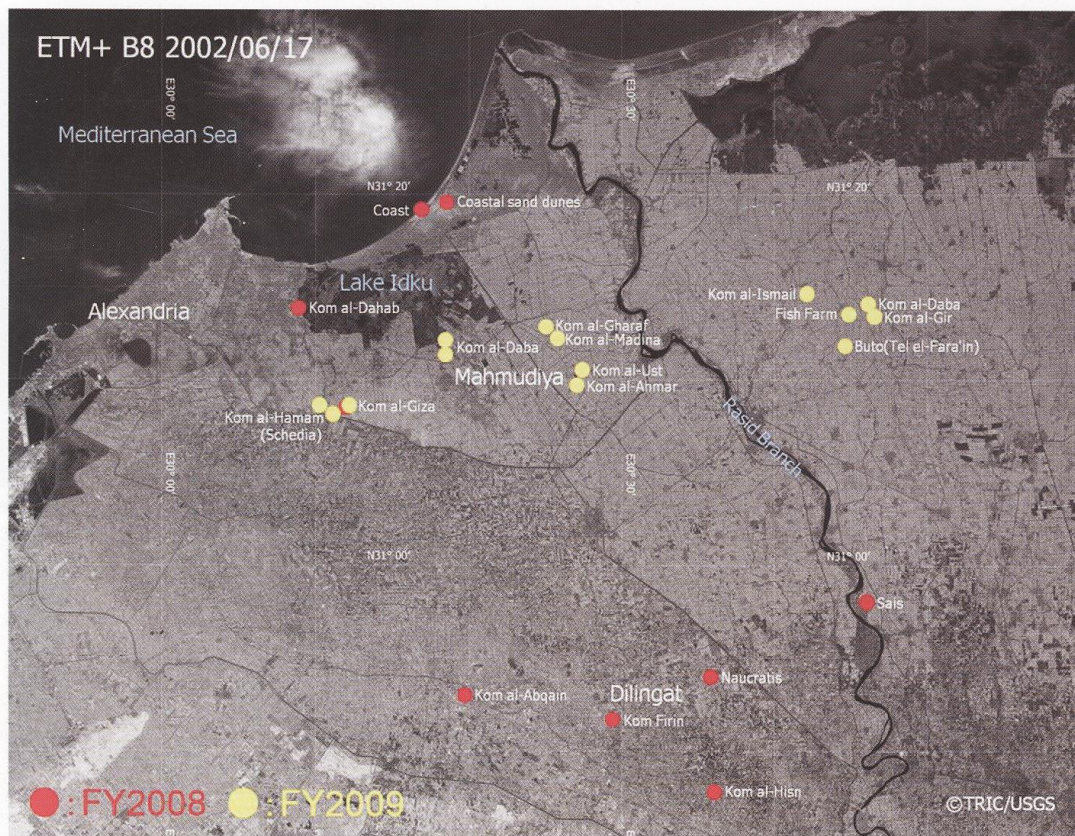 ETM+ B8 2002/06/17
E30° 00'
E30° 30'
Mediterranean Sea
N31° 20'
N31° 20'
Coast
Coastal sand dunes
Lake Idku
Alexandria
Kom al-Dahab
Kom al-Ismail
Kom al-Daba
Fish Farm
Kom al-Gir
Kom al-Gharaf
Kom al-Madina
Kom al-Daba
Buto(Tel el-Fara'in)
Mahmudiya
Kom al-Ust
Kom al-Ahmar
Kom al-Giza
Kom al-Hamam
(Schedia)
Rasid Branch
E30° 00'
E30° 30'
N31° 00'
N31° 00'
Sais
Naucratis
Kom al-Abqain
Dilingat
Kom Firin
Kom al-Hisn
: FY2008
: FY2009
©TRIC/USGS